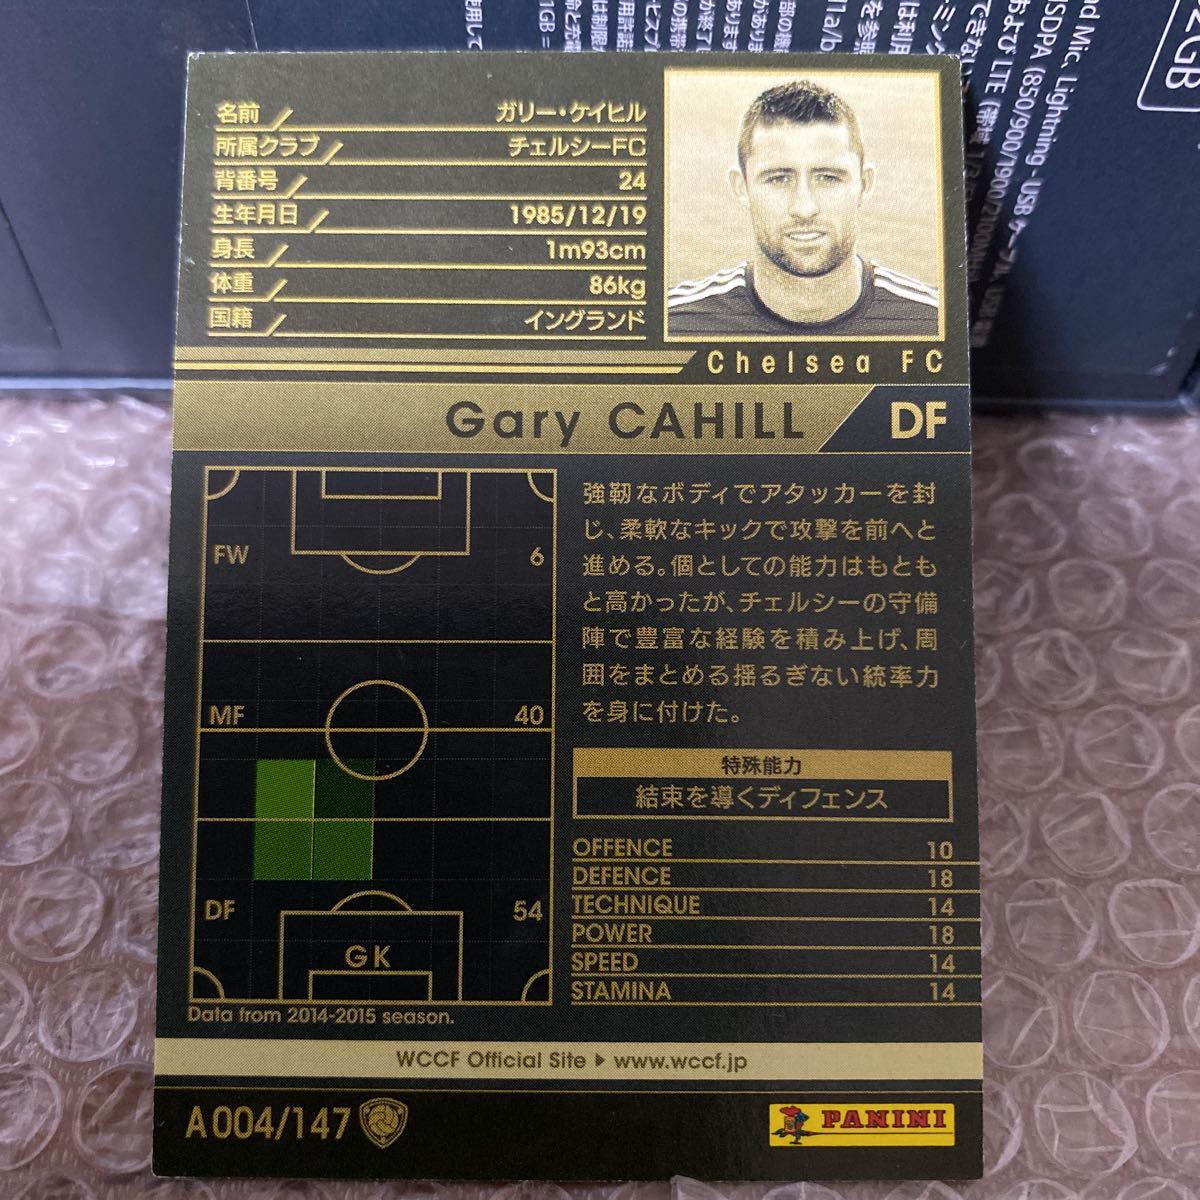 名前 ガリー・ケイヒル
所属クラブ チェルシーFC
背番号 24
生年月日 1985/12/19
身長 1m93cm
体重 86kg
国籍 イングランド
Chelsea FC
Gary CAHILL DF
FW 6
MF 40
DF 54
GK
Data from 2014-2015 season.
強靭なボディでアタッカーを封
じ、柔軟なキックで攻撃を前へと
進める。個としての能力はもとも
と高かったが、チェルシーの守備
陣で豊富な経験を積み上げ、周
囲をまとめる揺るぎない統率力
を身に付けた。
特殊能力
結束を導くディフェンス
OFFENCE 10
DEFENCE 18
TECHNIQUE 14
POWER 18
SPEED 14
STAMINA 14
WCCF Official Site ▶ www.wccf.jp
A004/147
PANINI